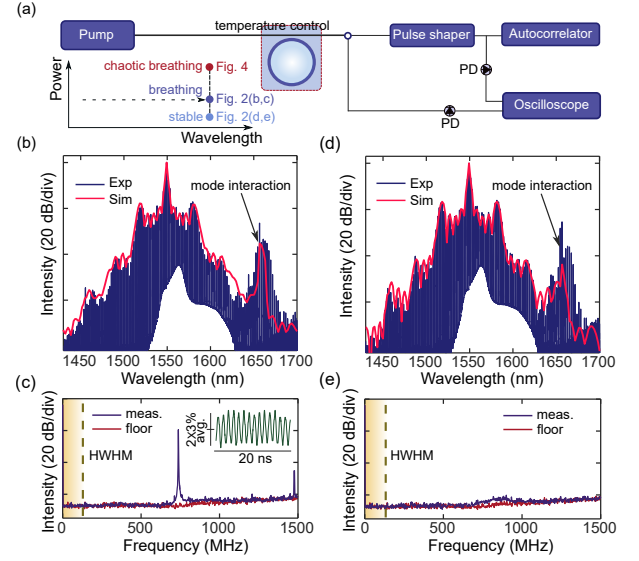 (a)
Pump
temperature control
Pulse shaper
Autocorrelator
PD
Oscilloscope
PD
Power
chaotic breathing
Fig. 4
breathing
Fig. 2(b,c)
stable
Fig. 2(d,e)
Wavelength
(b)
Intensity (20 dB/div)
Exp
Sim
mode interaction
1450 1500 1550 1600 1650 1700
Wavelength (nm)
(d)
Intensity (20 dB/div)
Exp
Sim
mode interaction
1450 1500 1550 1600 1650 1700
Wavelength (nm)
(c)
Intensity (20 dB/div)
meas.
floor
HWHM
2X3%
avg.
20 ns
0 500 1000 1500
Frequency (MHz)
(e)
Intensity (20 dB/div)
meas.
floor
HWHM
0 500 1000 1500
Frequency (MHz)